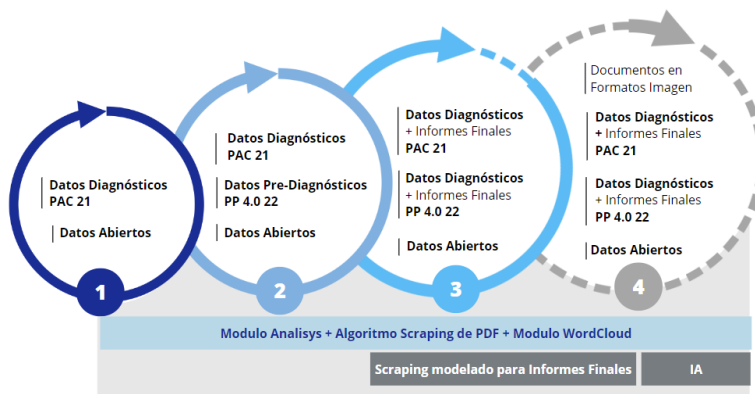 Datos Diagnósticos
PAC 21
Datos Abiertos
1
Datos Diagnósticos
PAC 21
Datos Pre-Diagnósticos
PP 4.0 22
Datos Abiertos
2
Datos Diagnósticos
+ Informes Finales
PAC 21
Datos Diagnósticos
+ Informes Finales
PP 4.0 22
Datos Abiertos
3
Documentos en
Formatos Imagen
Datos Diagnósticos
+ Informes Finales
PAC 21
Datos Diagnósticos
+ Informes Finales
PP 4.0 22
Datos Abiertos
4
Modulo Analisys + Algoritmo Scraping de PDF + Modulo WordCloud
Scraping modelado para Informes Finales
IA